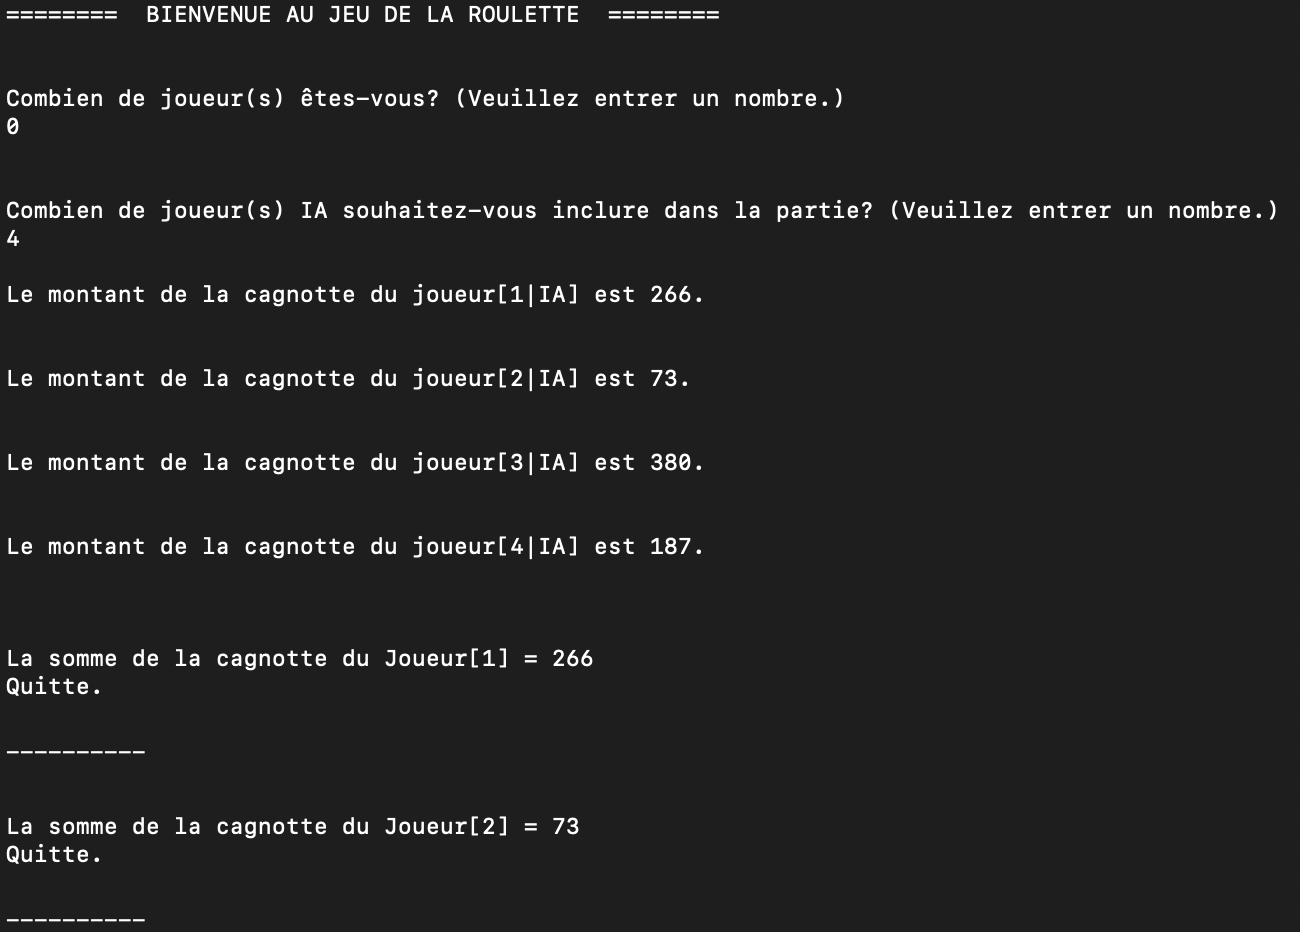 ======== BIENVENUE AU JEU DE LA ROULETTE ========
Combien de joueur(s) êtes-vous? (Veuillez entrer un nombre.)
0
Combien de joueur(s) IA souhaitez-vous inclure dans la partie? (Veuillez entrer un nombre.)
4
Le montant de la cagnotte du joueur[1|IA] est 266.
Le montant de la cagnotte du joueur[2|IA] est 73.
Le montant de la cagnotte du joueur[3|IA] est 380.
Le montant de la cagnotte du joueur[4|IA] est 187.
La somme de la cagnotte du Joueur[1] = 266
Quitte.
----------
La somme de la cagnotte du Joueur[2] = 73
Quitte.
----------